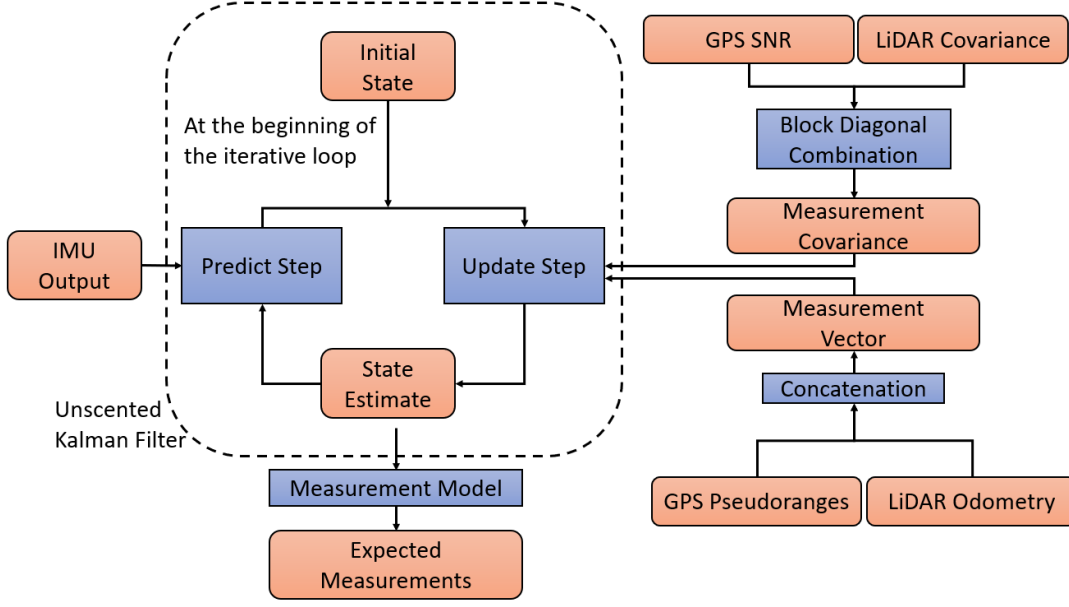 Initial
State
At the beginning of
the iterative loop
IMU
Output
Predict Step
Update Step
State
Estimate
Unscented
Kalman Filter
Measurement Model
Expected
Measurements
GPS SNR
LiDAR Covariance
Block Diagonal
Combination
Measurement
Covariance
Measurement
Vector
Concatenation
GPS Pseudoranges
LiDAR Odometry